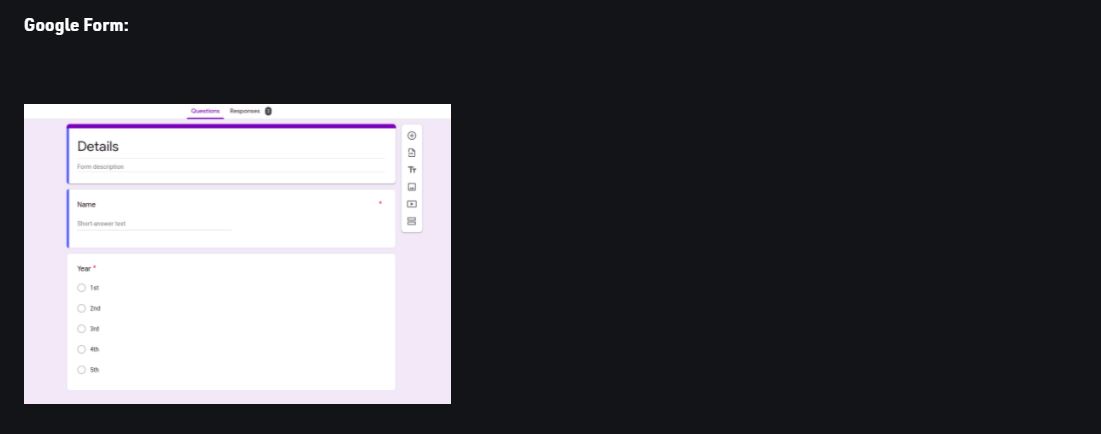 Google Form:
Questions Responses 1
Details
Form description
Name *
Short-answer text
Year *
1st
2nd
3rd
4th
5th